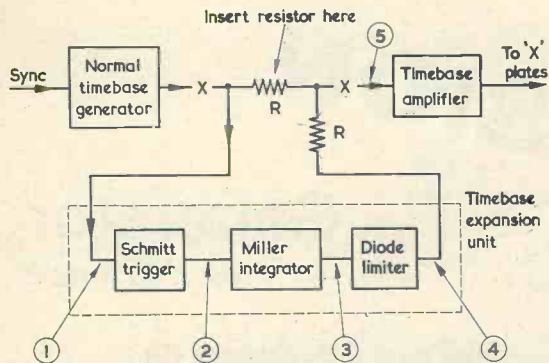 Insert resistor here
Sync
Normal
timebase
generator
X
R
X
5
Timebase
amplifier
To 'X'
plates
R
Timebase
expansion
unit
Schmitt
trigger
Miller
integrator
Diode
limiter
1
2
3
4